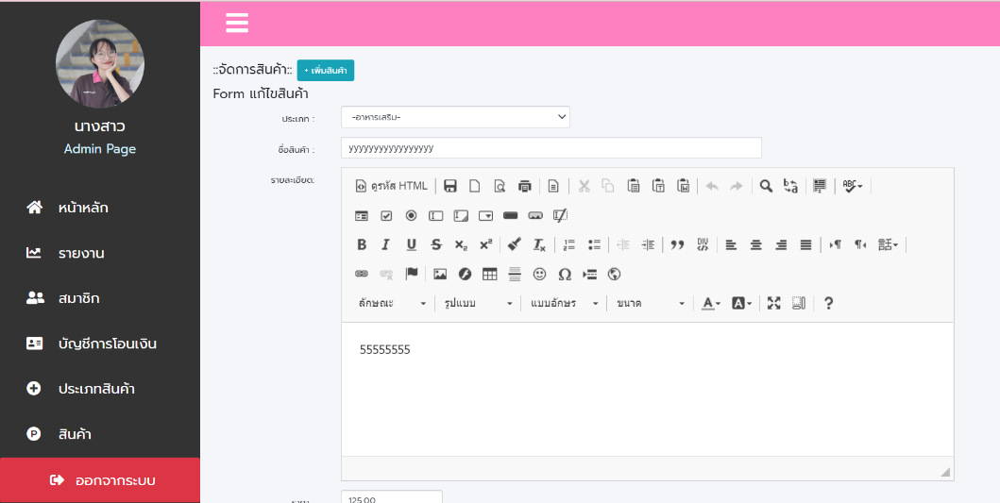 ::จัดการสินค้า:: + เพิ่มสินค้า
Form แก้ไขสินค้า
นางสาว
Admin Page
หน้าหลัก
รายงาน
สมาชิก
บัญชีการโอนเงิน
ประเภทสินค้า
สินค้า
ออกจากระบบ
ประเภท : -อาหารเสริม-
ชื่อสินค้า : yyyyyyyyyyyyyyyyy
รายละเอียด:
ดูรหัส HTML
ลักษณะ รูปแบบ แบบอักษร ขนาด
55555555
125.00